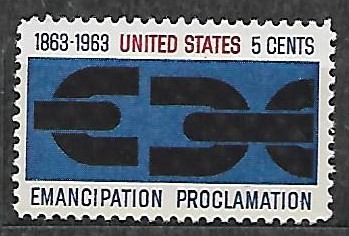 1863-1963 UNITED STATES 5 CENTS
EMANCIPATION PROCLAMATION